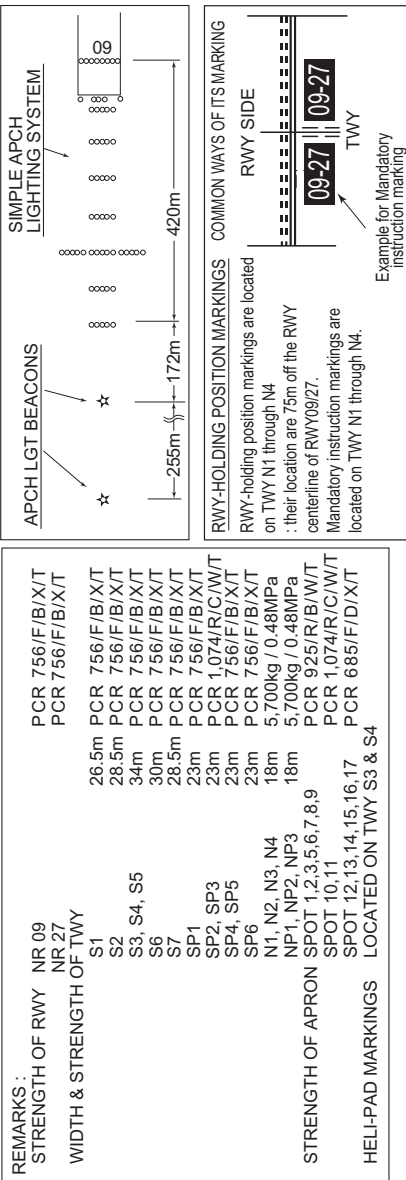 REMARKS :
STRENGTH OF RWY NR 09 PCR 756/F/B/X/T
NR 27 PCR 756/F/B/X/T
WIDTH & STRENGTH OF TWY
S1 26.5m PCR 756/F/B/X/T
S2 28.5m PCR 756/F/B/X/T
S3, S4, S5 34m PCR 756/F/B/X/T
S6 30m PCR 756/F/B/X/T
S7 28.5m PCR 756/F/B/X/T
SP1 23m PCR 756/F/B/X/T
SP2, SP3 23m PCR 1,074/R/C/W/T
SP4, SP5 23m PCR 756/F/B/X/T
SP6 23m PCR 756/F/B/X/T
N1, N2, N3, N4 18m 5,700kg / 0.48MPa
NP1, NP2, NP3 18m 5,700kg / 0.48MPa
STRENGTH OF APRON SPOT 1,2,3,5,6,7,8,9 PCR 925/R/B/W/T
SPOT 10,11 PCR 1,074/R/C/W/T
SPOT 12,13,14,15,16,17 PCR 685/F/D/X/T
HELI-PAD MARKINGS LOCATED ON TWY S3 & S4
APCH LGT BEACONS
SIMPLE APCH
LIGHTING SYSTEM
09
255m
172m
420m
RWY-HOLDING POSITION MARKINGS
RWY-holding position markings are located
on TWY N1 through N4
: their location are 75m off the RWY
centerline of RWY09/27.
Mandatory instruction markings are
located on TWY N1 through N4.
COMMON WAYS OF ITS MARKING
RWY SIDE
09-27 09-27
TWY
Example for Mandatory
instruction marking